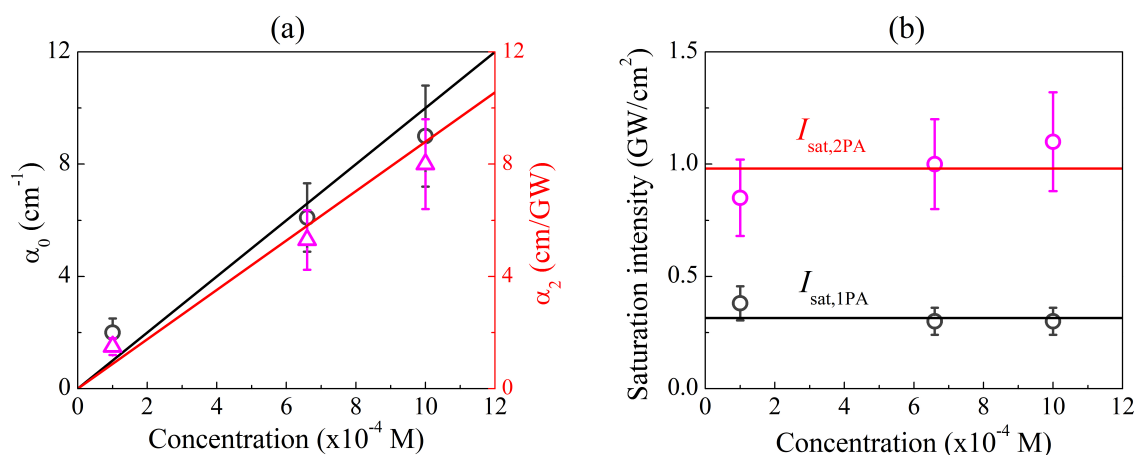 (a)
12
8
4
0
α0 (cm-1)
0 2 4 6 8 10 12
Concentration (x10-4 M)
12
8
4
0
α2 (cm/GW)
(b)
1.5
1.0
0.5
0.0
Saturation intensity (GW/cm2)
Isat,2PA
Isat,1PA
0 2 4 6 8 10 12
Concentration (x10-4 M)